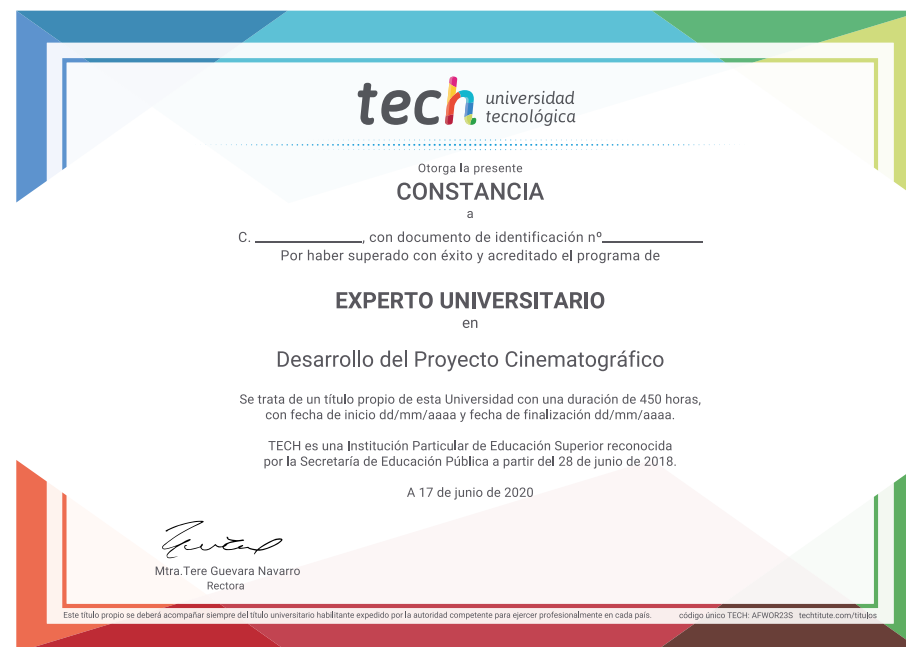 tech universidad
tecnológica
Otorga la presente
CONSTANCIA
a
C. ____________, con documento de identificación nº____________
Por haber superado con éxito y acreditado el programa de
EXPERTO UNIVERSITARIO
en
Desarrollo del Proyecto Cinematográfico
Se trata de un título propio de esta Universidad con una duración de 450 horas,
con fecha de inicio dd/mm/aaaa y fecha de finalización dd/mm/aaaa.
TECH es una Institución Particular de Educación Superior reconocida
por la Secretaría de Educación Pública a partir del 28 de junio de 2018.
A 17 de junio de 2020
Mtra.Tere Guevara Navarro
Rectora
Este título propio se deberá acompañar siempre del título universitario habilitante expedido por la autoridad competente para ejercer profesionalmente en cada país. código único TECH: AFWOR23S techtitute.com/títulos